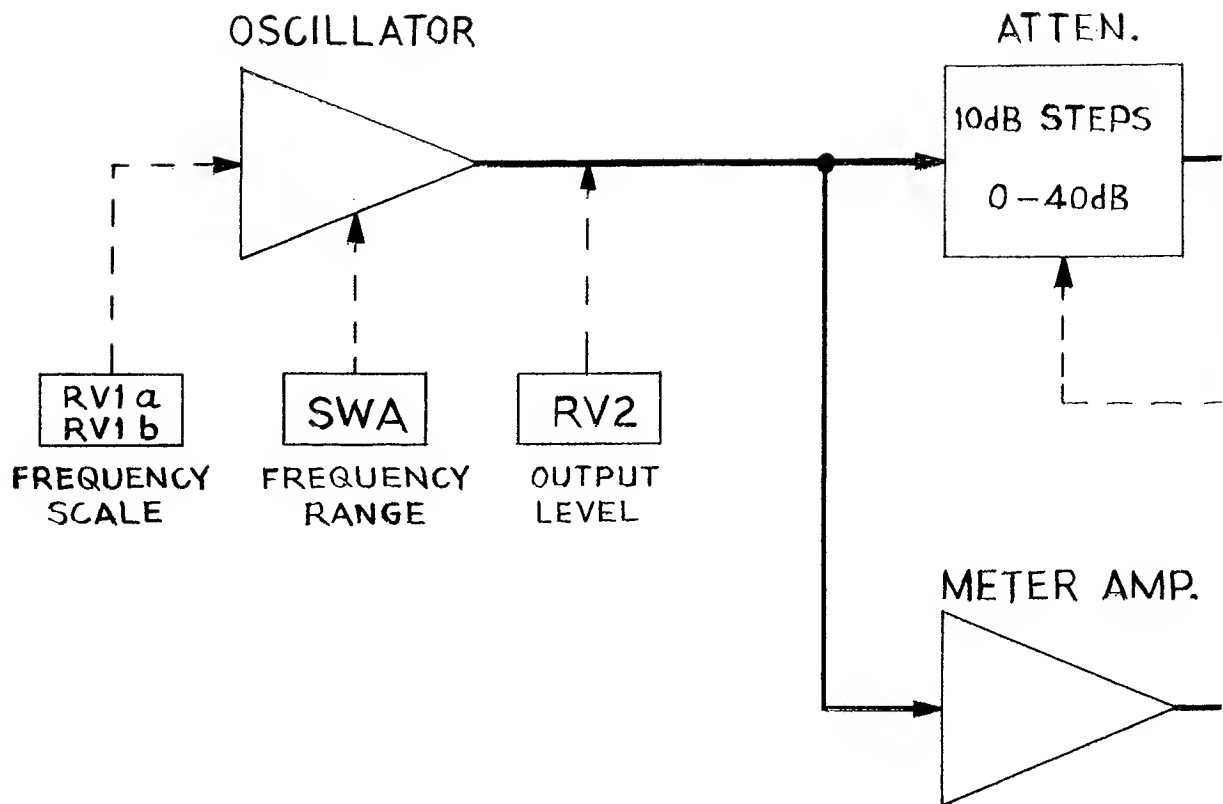 OSCILLATOR
ATTEN.
10dB STEPS
0-40dB
RV1a
RV1b
SWA
RV2
FREQUENCY
SCALE
FREQUENCY
RANGE
OUTPUT
LEVEL
METER AMP.